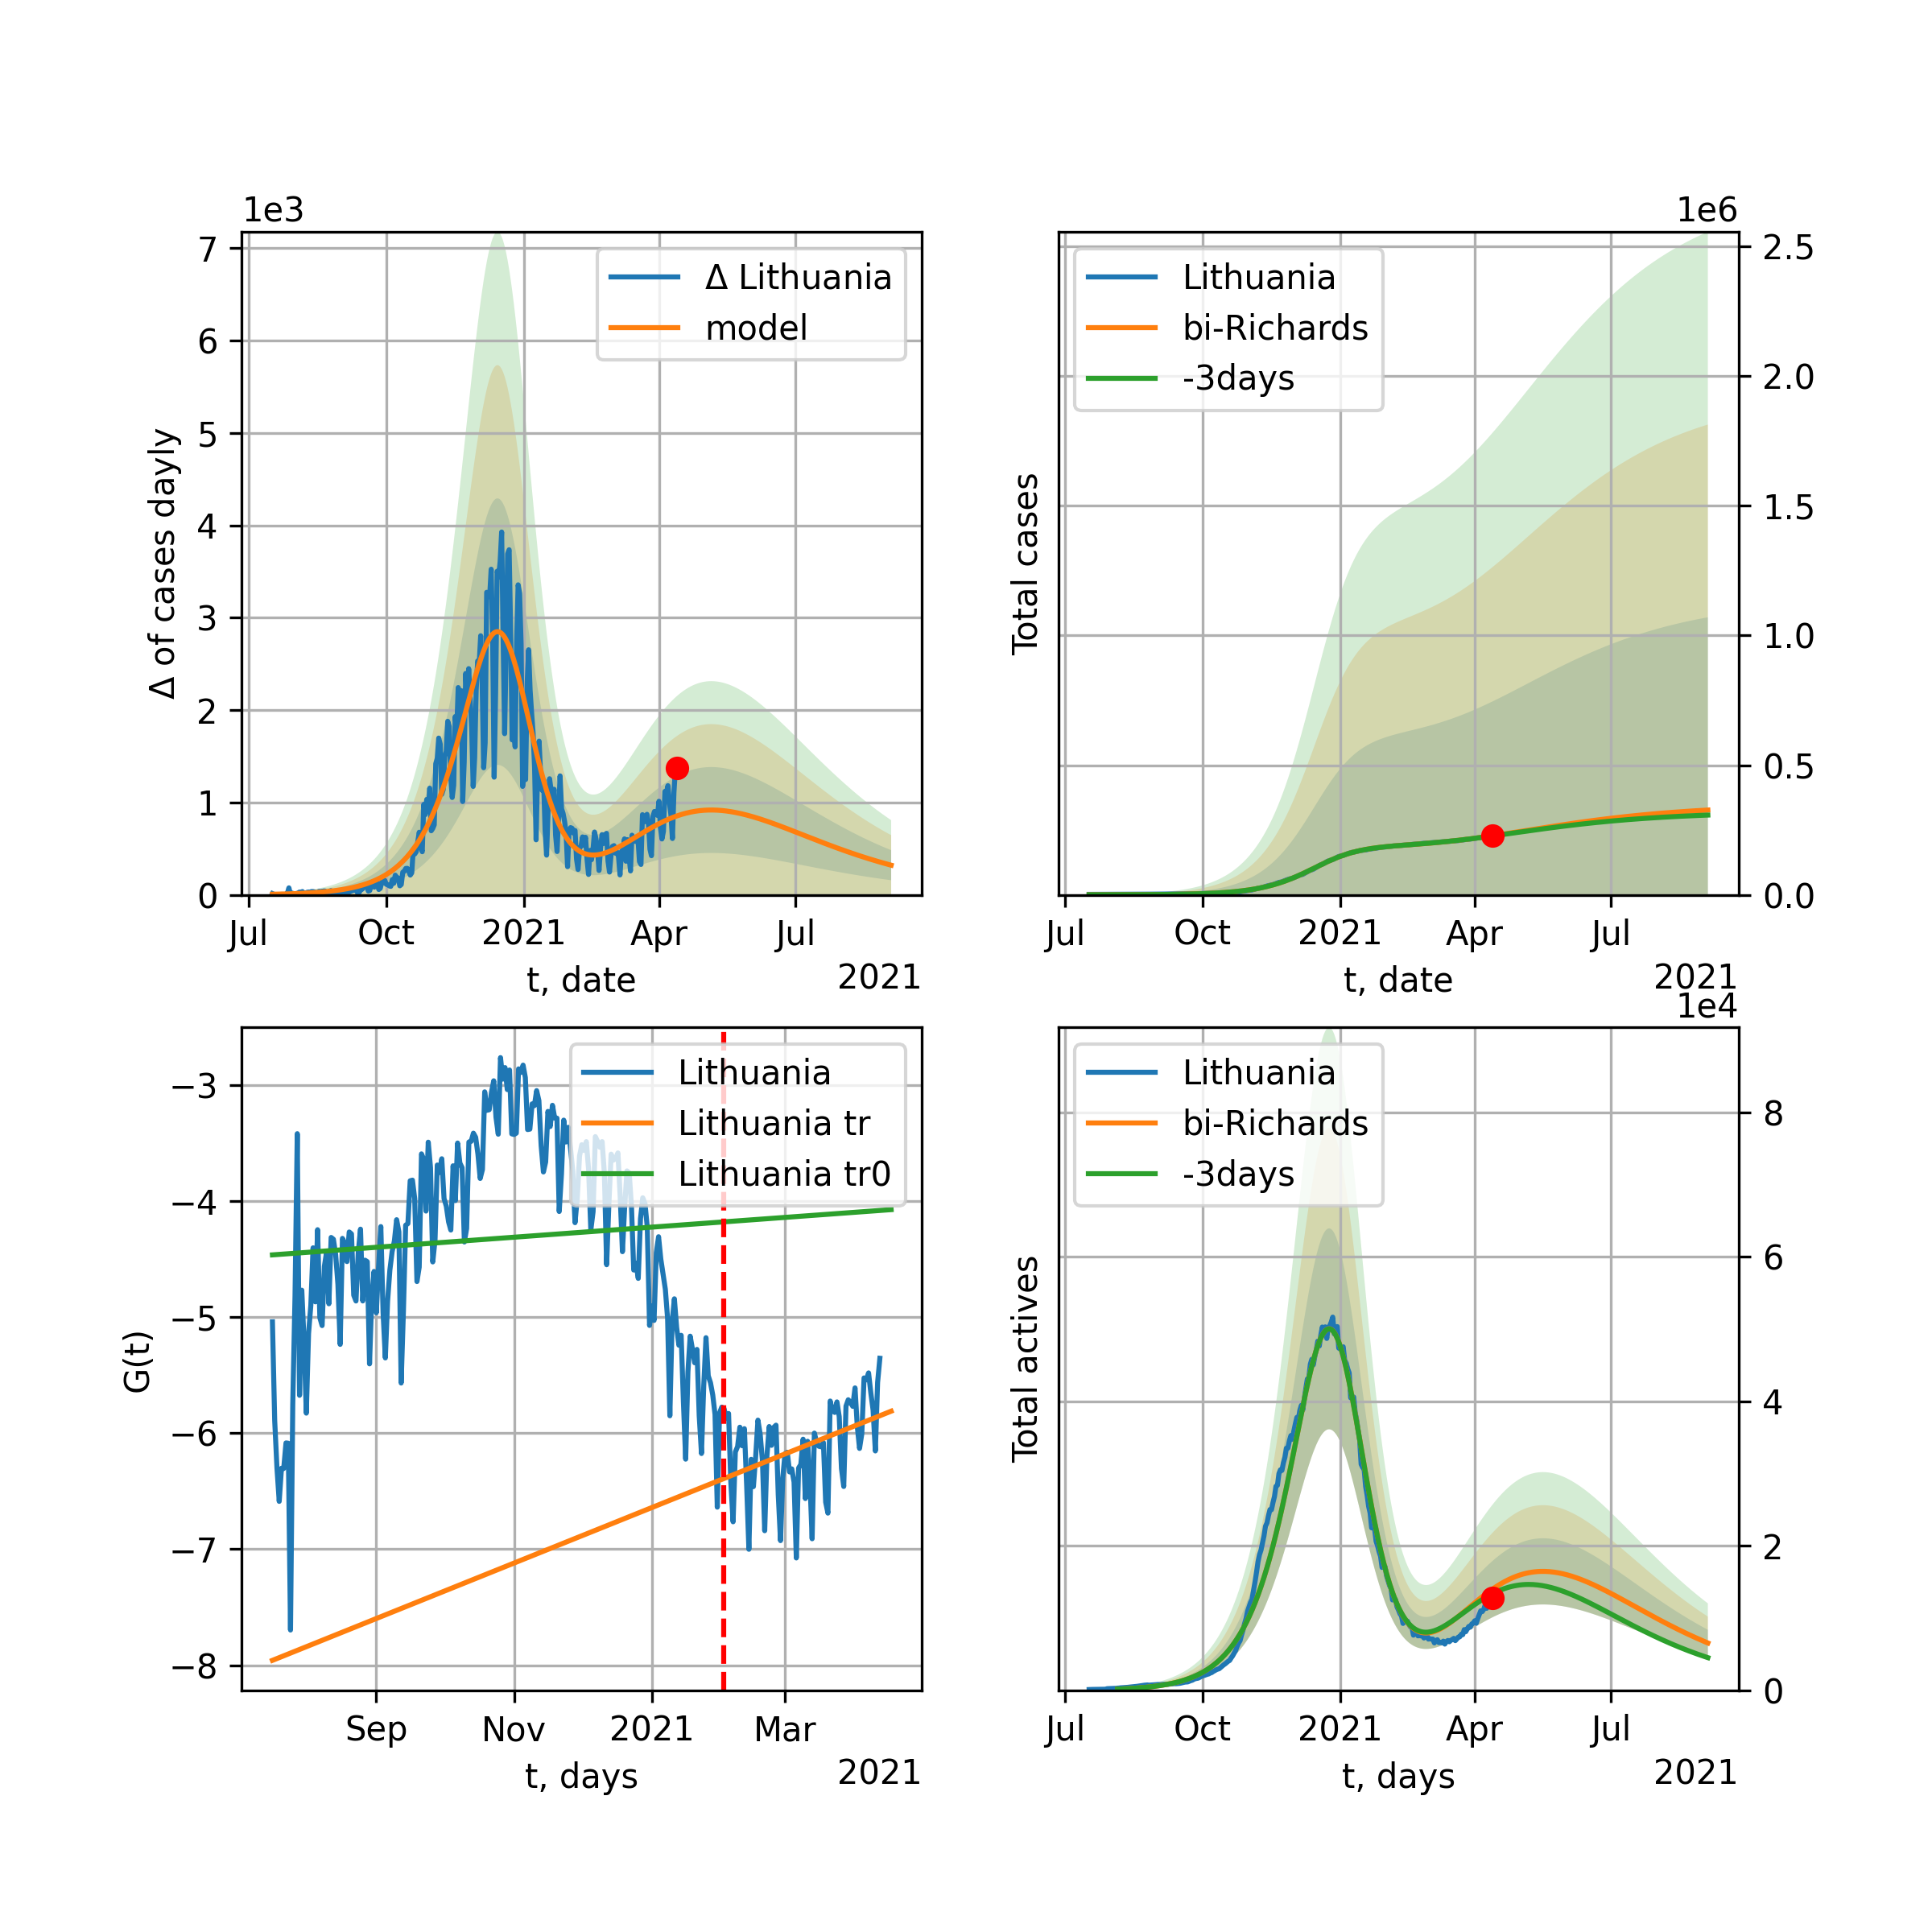 1e3
7
6
5
4
3
2
1
0
Δ of cases dayly
Δ Lithuania
model
Jul Oct 2021 Apr Jul
t, date
2021
1e6
Lithuania
bi-Richards
-3days
Total cases
2.5
2.0
1.5
1.0
0.5
0.0
Jul Oct 2021 Apr Jul
t, date
2021
−3
−4
−5
−6
−7
−8
G(t)
Lithuania
Lithuania tr
Lithuania tr0
Sep Nov 2021 Mar
t, days
2021
1e4
Lithuania
bi-Richards
-3days
Total actives
8
6
4
2
0
Jul Oct 2021 Apr Jul
t, days
2021